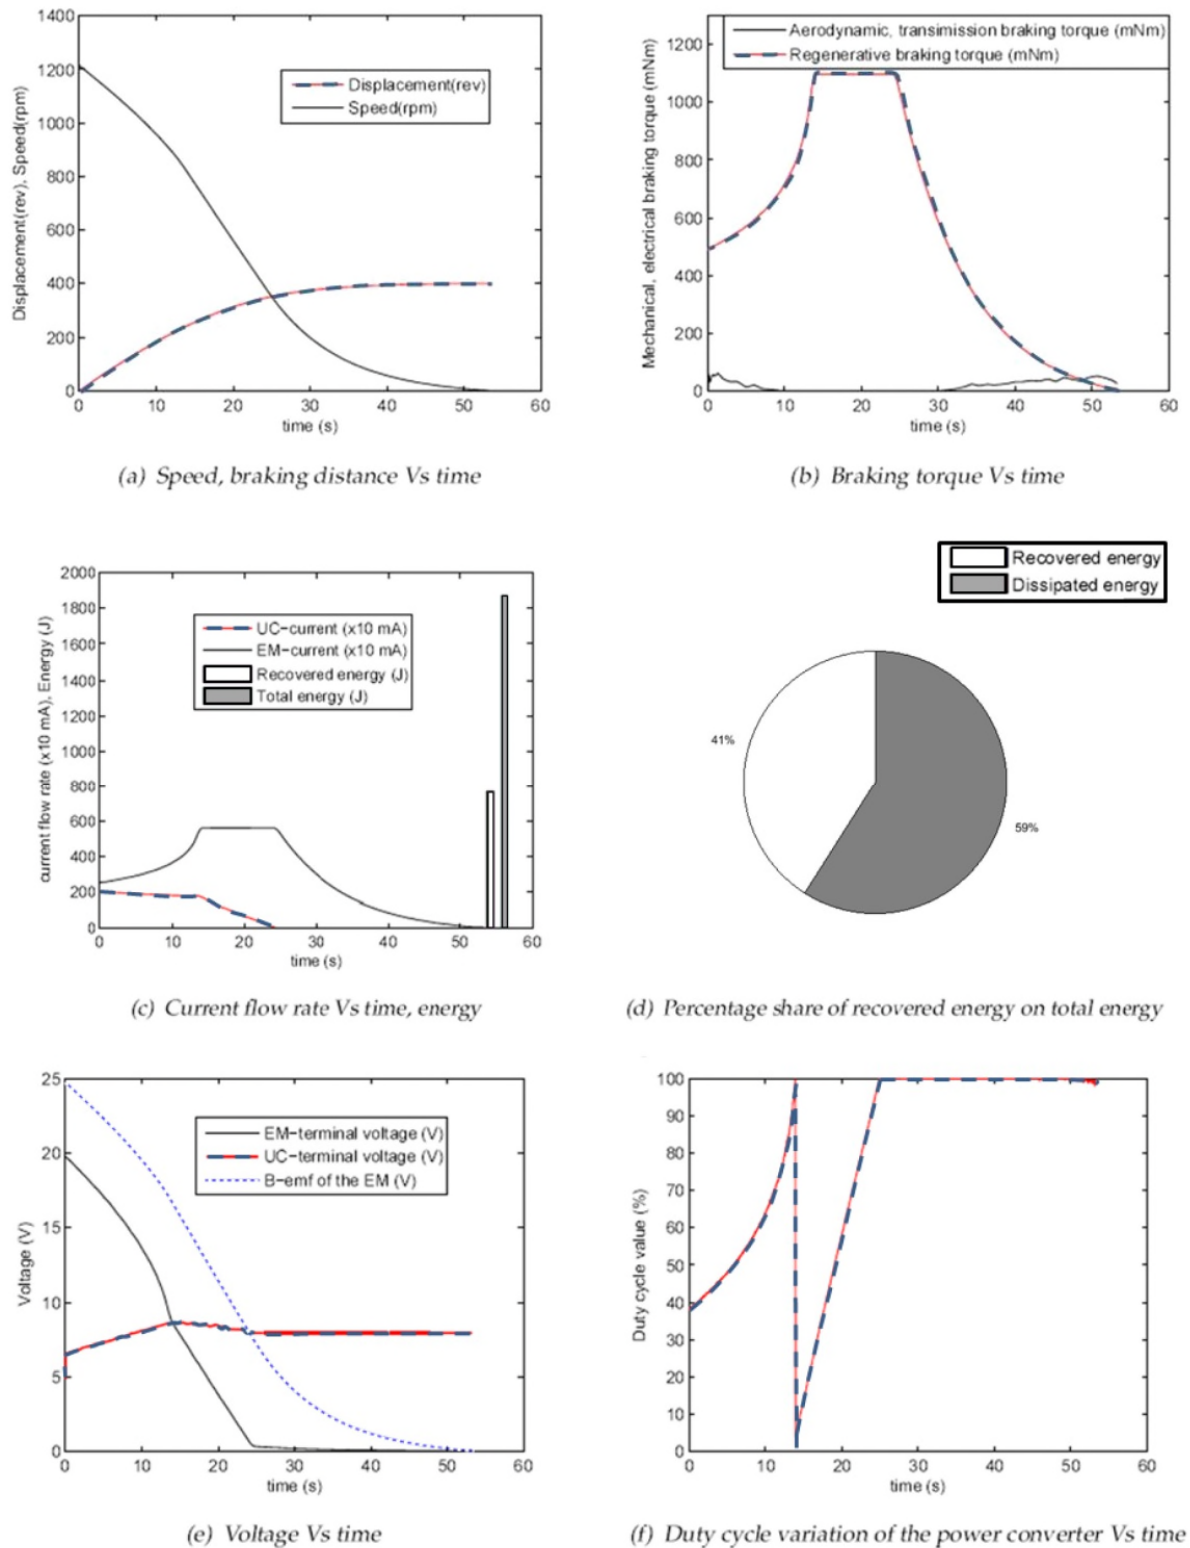 1400
1200
1000
800
600
400
200
0
Displacement(rev), Speed(rpm)
Displacement(rev)
Speed(rpm)
0 10 20 30 40 50 60
time (s)
(a) Speed, braking distance Vs time
1200
1000
800
600
400
200
0
Mechanical, electrical braking torque (mNm)
Aerodynamic, transimission braking torque (mNm)
Regenerative braking torque (mNm)
0 10 20 30 40 50 60
time (s)
(b) Braking torque Vs time
2000
1800
1600
1400
1200
1000
800
600
400
200
0
current flow rate (x10 mA), Energy (J)
UC-current (x10 mA)
EM-current (x10 mA)
Recovered energy (J)
Total energy (J)
0 10 20 30 40 50 60
time (s)
(c) Current flow rate Vs time, energy
Recovered energy
Dissipated energy
41%
59%
(d) Percentage share of recovered energy on total energy
25
20
15
10
5
0
Voltage (V)
EM-terminal voltage (V)
UC-terminal voltage (V)
B-emf of the EM (V)
0 10 20 30 40 50 60
time (s)
(e) Voltage Vs time
100
90
80
70
60
50
40
30
20
10
0
Duty cycle value (%)
0 10 20 30 40 50 60
time (s)
(f) Duty cycle variation of the power converter Vs time